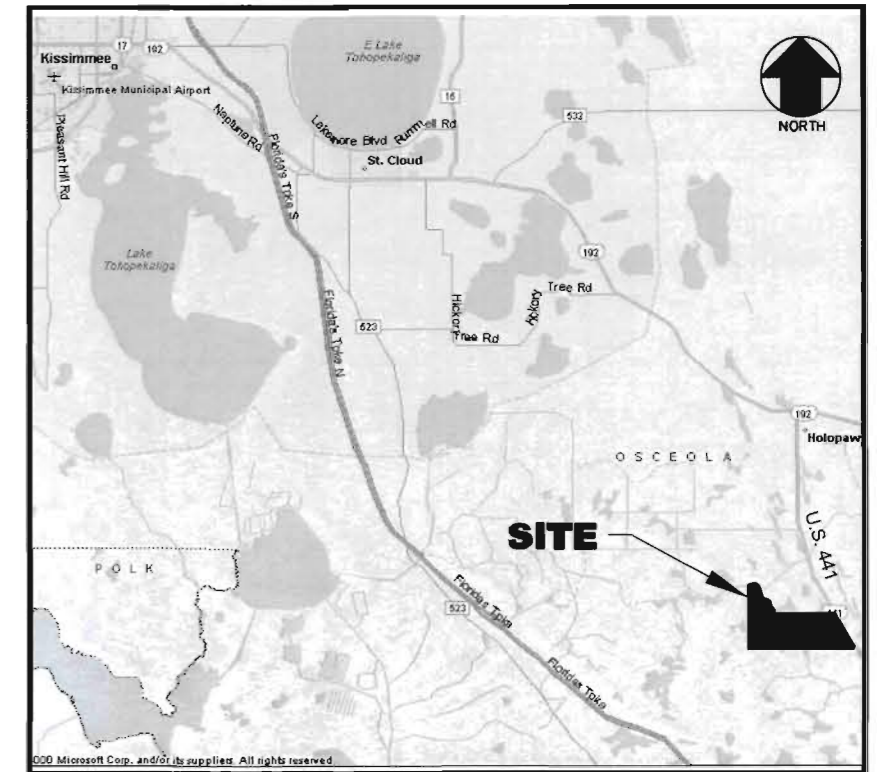 E Lake
Tohopekaliga
17
192
Kissimmee
Kissimmee Municipal Airport
15
532
NORTH
Neptune Rd
Lakeshore Blvd
Rummell Rd
Pleasant Hill Rd
Florida's Tpke S
St. Cloud
192
Lake
Tohopekaliga
Hickory
Tree Rd
Hickory
Tree Rd
Florida's Tpke N
523
192
Holopaw
OSCEOLA
U.S. 441
SITE
POLK
Florida's Tpke
523
441
Florida's Tpke
000 Microsoft Corp. and/or its suppliers. All rights reserved.